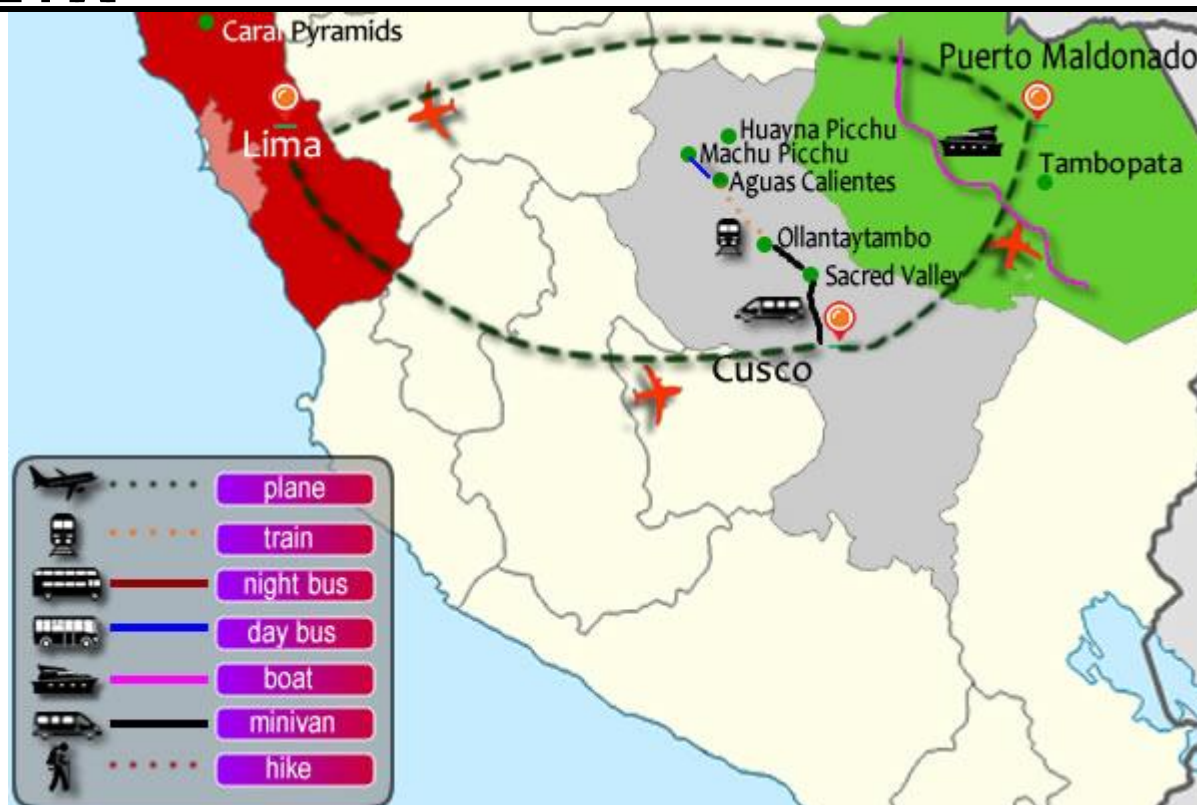 Caral Pyramids
Puerto Maldonado
Lima
Huayna Picchu
Machu Picchu
Aguas Calientes
Tambopata
Ollantaytambo
Sacred Valley
Cusco
plane
train
night bus
day bus
boat
minivan
hike